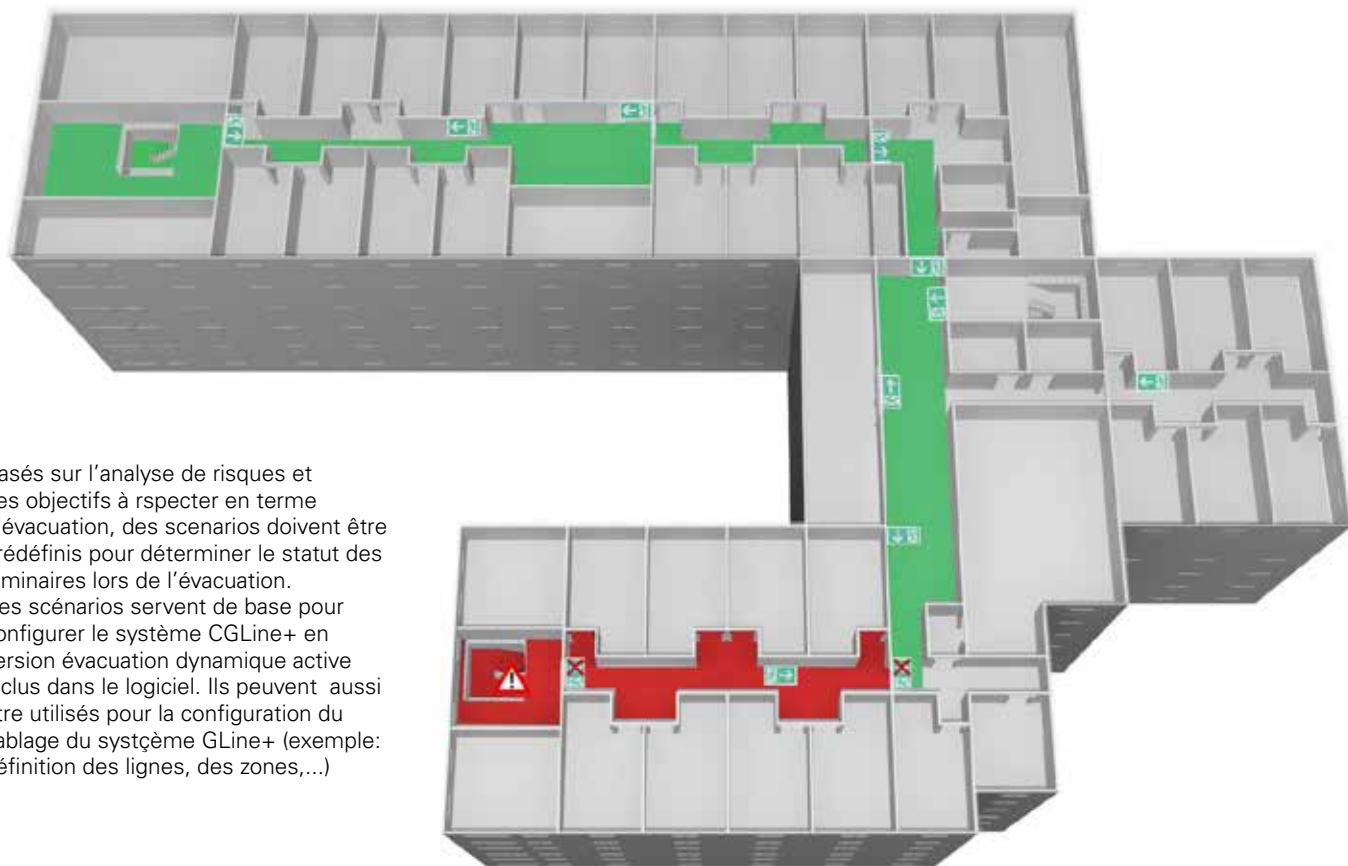 asés sur l’analyse de risques et
es objectifs à rspecter en terme
’évacuation, des scenarios doivent être
rédéfinis pour déterminer le statut des
minaires lors de l’évacuation.
es scénarios servent de base pour
onfigurer le système CGLine+ en
ersion évacuation dynamique active
clus dans le logiciel. Ils peuvent aussi
tre utilisés pour la configuration du
ablage du systçème GLine+ (exemple:
éfinition des lignes, des zones,...)